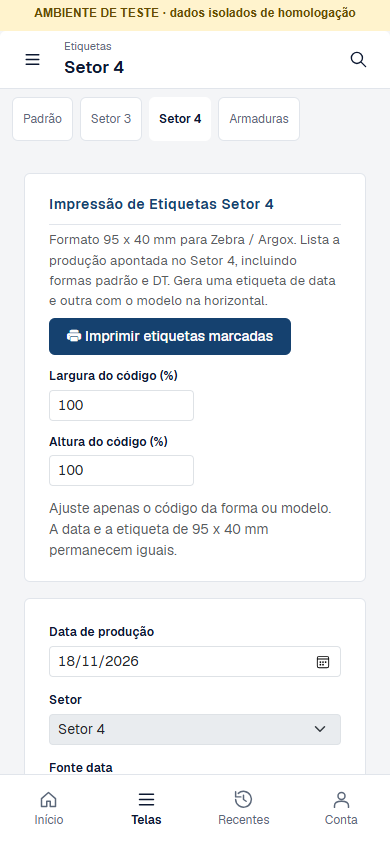 AMBIENTE DE TESTE · dados isolados de homologação
Etiquetas
Setor 4
Padrão
Setor 3
Setor 4
Armaduras
Impressão de Etiquetas Setor 4
Formato 95 x 40 mm para Zebra / Argox. Lista a
produção apontada no Setor 4, incluindo
formas padrão e DT. Gera uma etiqueta de data
e outra com o modelo na horizontal.
Imprimir etiquetas marcadas
Largura do código (%)
100
Altura do código (%)
100
Ajuste apenas o código da forma ou modelo.
A data e a etiqueta de 95 x 40 mm
permanecem iguais.
Data de produção
18/11/2026
Setor
Setor 4
Fonte data
Início
Telas
Recentes
Conta